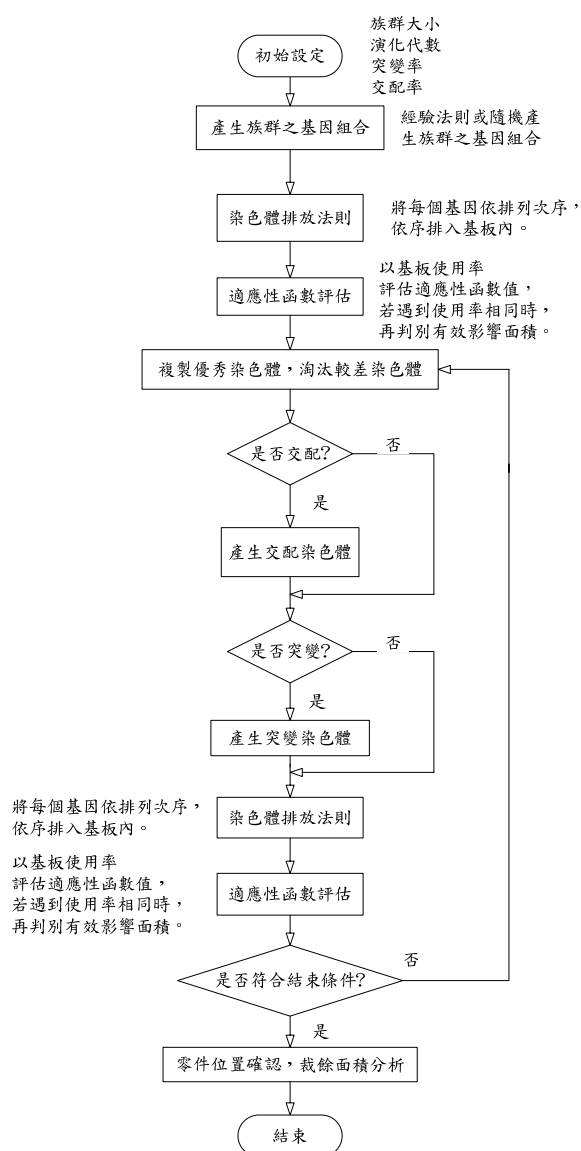 族群大小
演化代數
突變率
交配率
初始設定
產生族群之基因組合
經驗法則或隨機產
生族群之基因組合
染色體排放法則
將每個基因依排列次序，
依序排入基板內。
適應性函數評估
以基板使用率
評估適應性函數值，
若遇到使用率相同時，
再判別有效影響面積。
複製優秀染色體，淘汰較差染色體
是否交配?
否
是
產生交配染色體
是否突變?
否
是
產生突變染色體
將每個基因依排列次序，
依序排入基板內。
染色體排放法則
以基板使用率
評估適應性函數值，
若遇到使用率相同時，
再判別有效影響面積。
適應性函數評估
是否符合結束條件?
否
是
零件位置確認，裁餘面積分析
結束